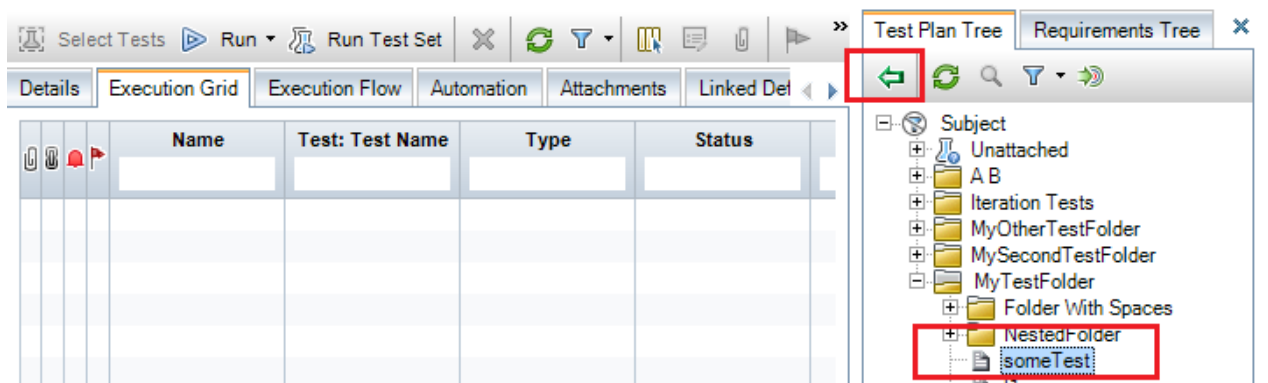 Select Tests Run Run Test Set »
Details Execution Grid Execution Flow Automation Attachments Linked Def
Name Test: Test Name Type Status
Test Plan Tree Requirements Tree
Subject
Unattached
A B
Iteration Tests
MyOtherTestFolder
MySecondTestFolder
MyTestFolder
Folder With Spaces
NestedFolder
someTest